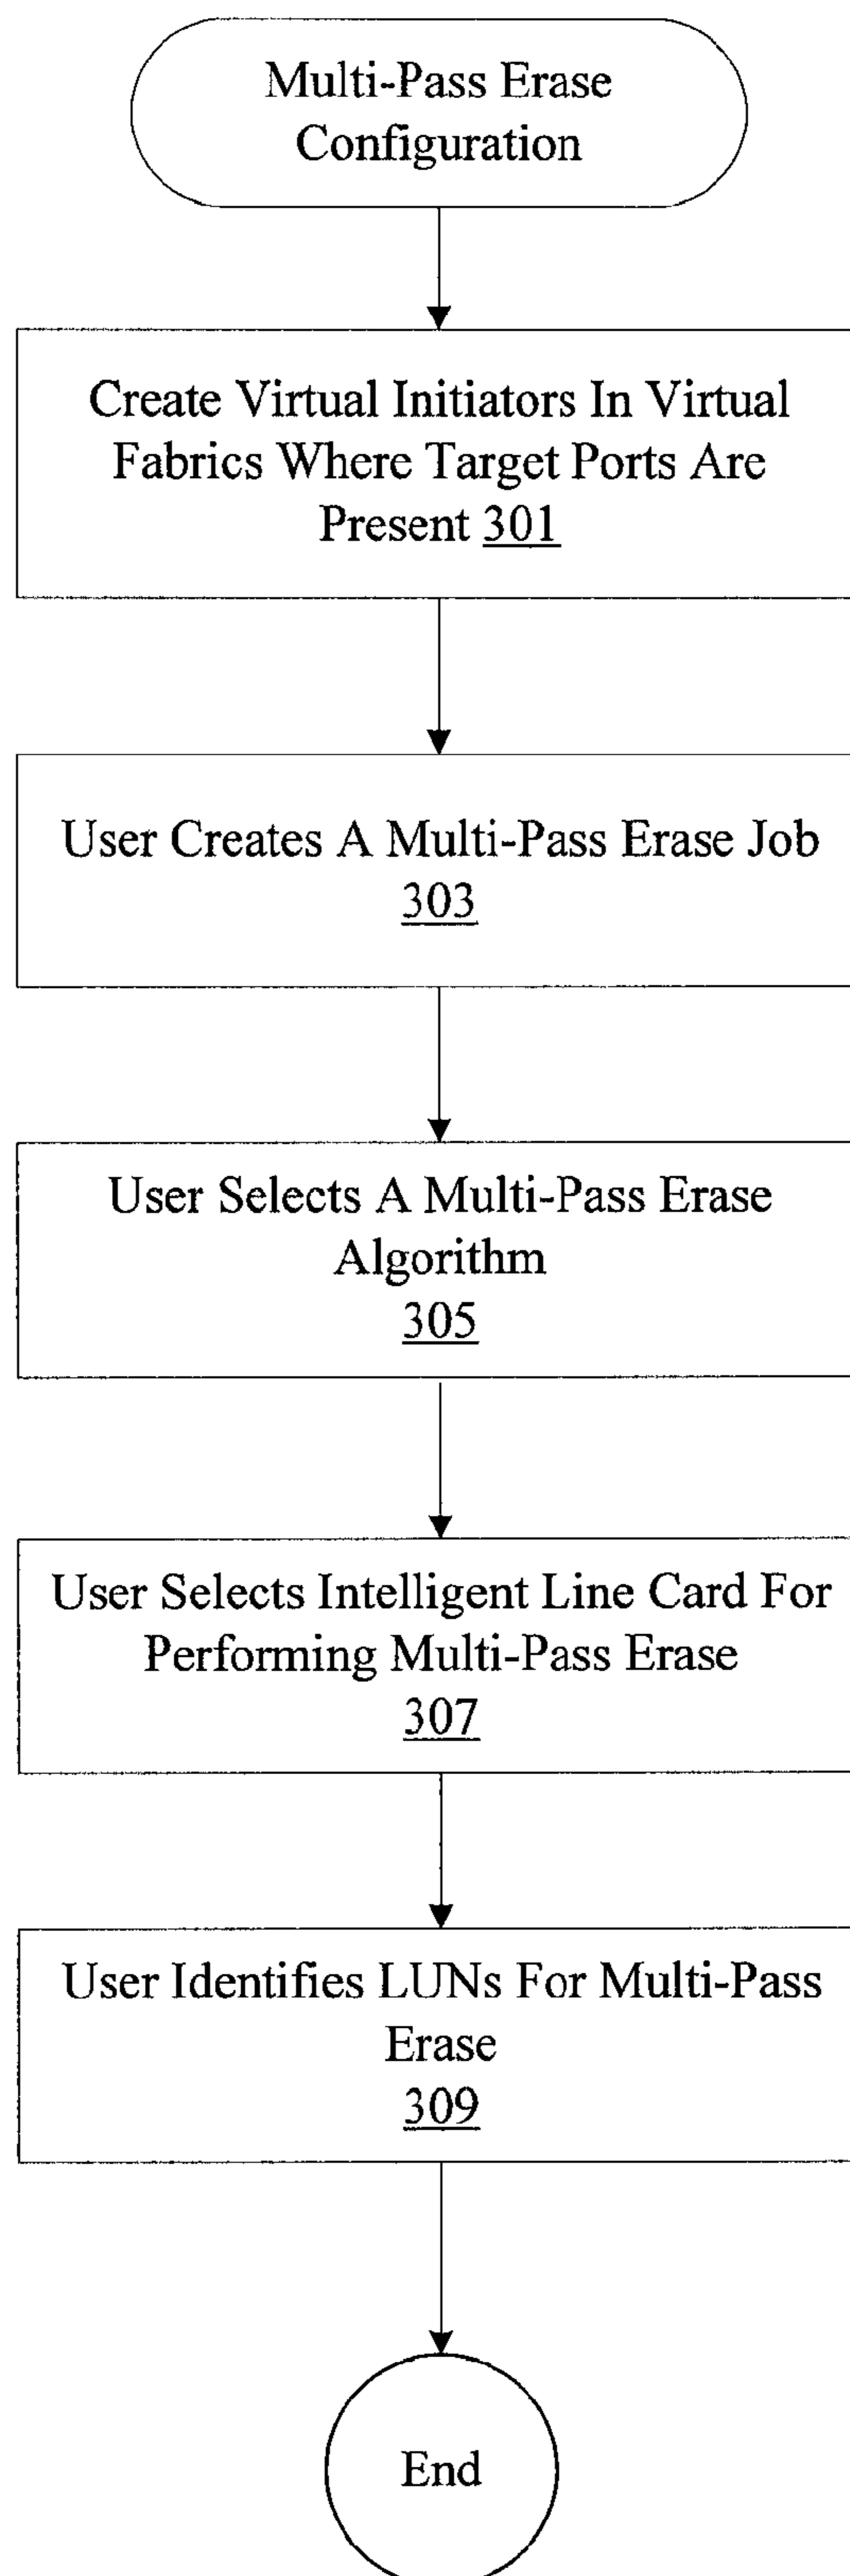 Multi-Pass Erase
Configuration
Create Virtual Initiators In Virtual
Fabrics Where Target Ports Are
Present 301
User Creates A Multi-Pass Erase Job
303
User Selects A Multi-Pass Erase
Algorithm
305
User Selects Intelligent Line Card For
Performing Multi-Pass Erase
307
User Identifies LUNs For Multi-Pass
Erase
309
End